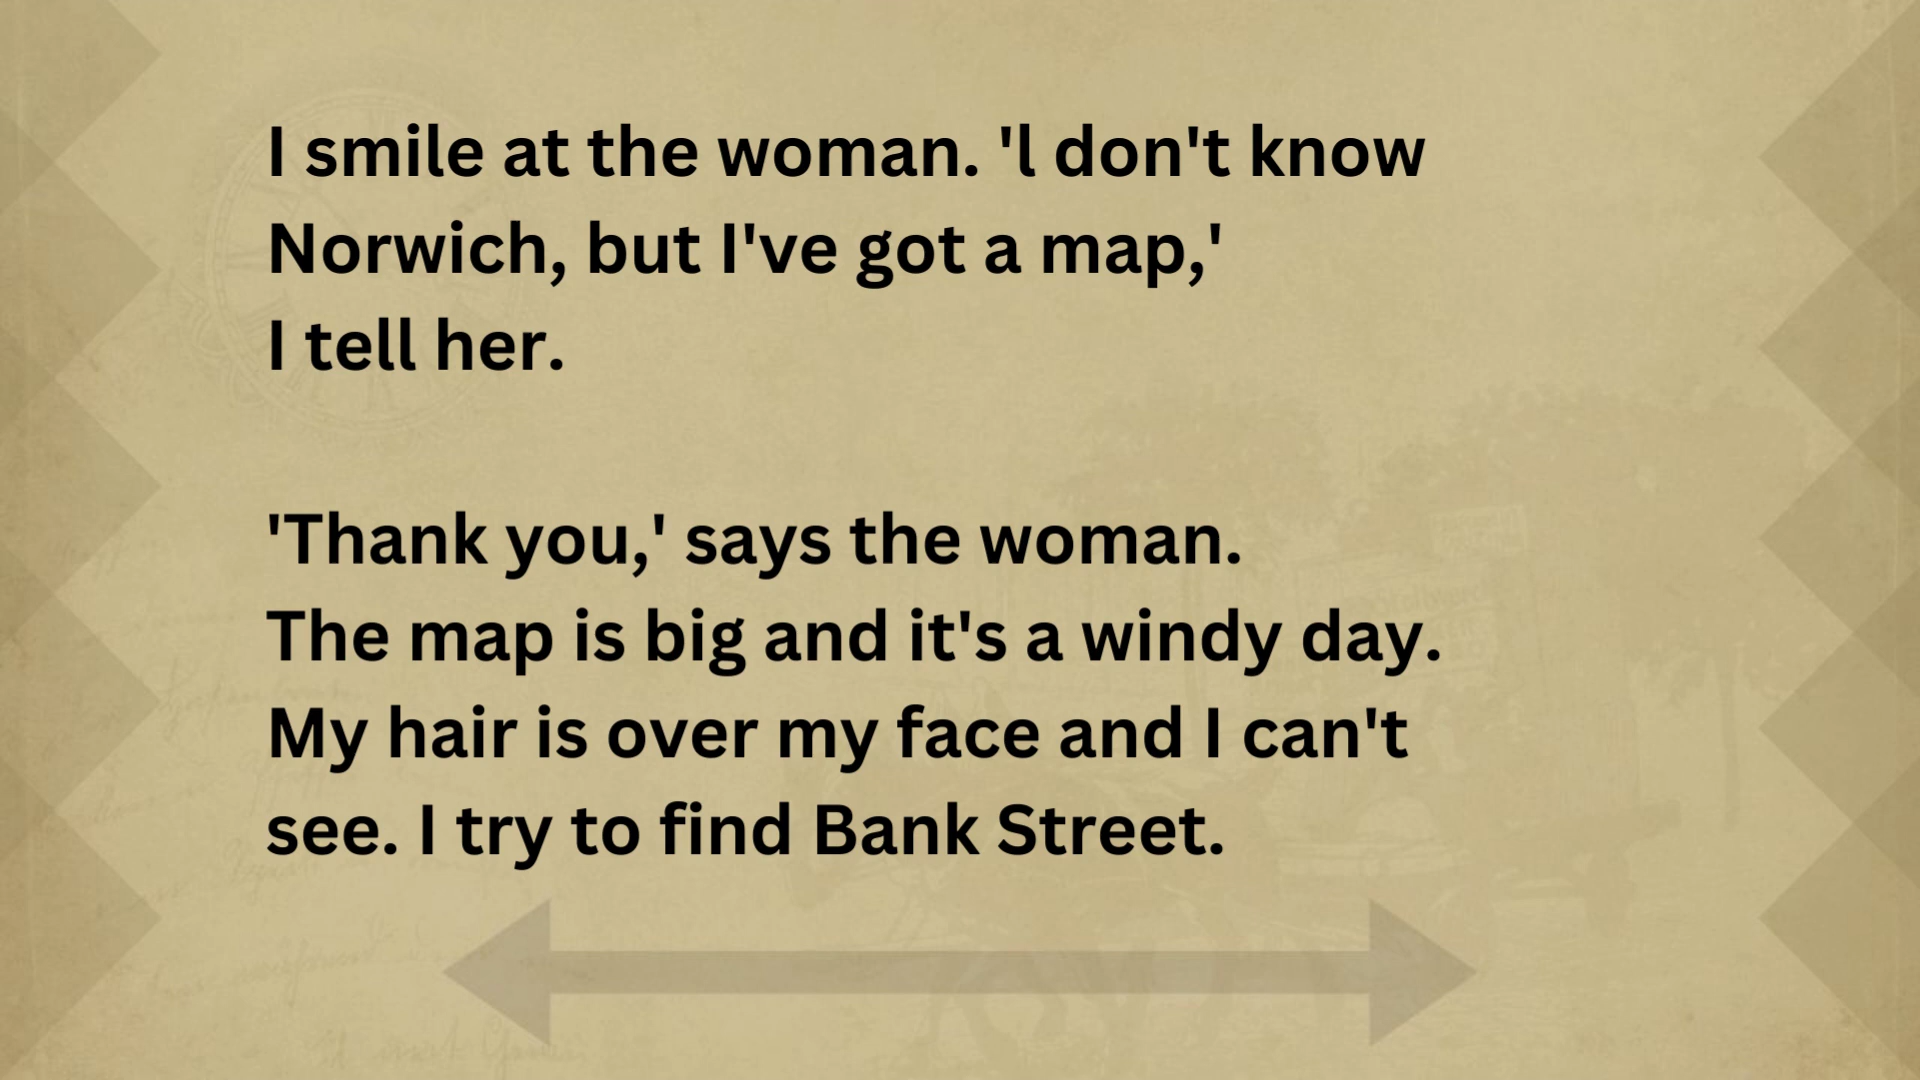 I smile at the woman. 'l don't know
Norwich, but I've got a map,'
I tell her.
'Thank you,' says the woman.
The map is big and it's a windy day.
My hair is over my face and I can't
see. I try to find Bank Street.